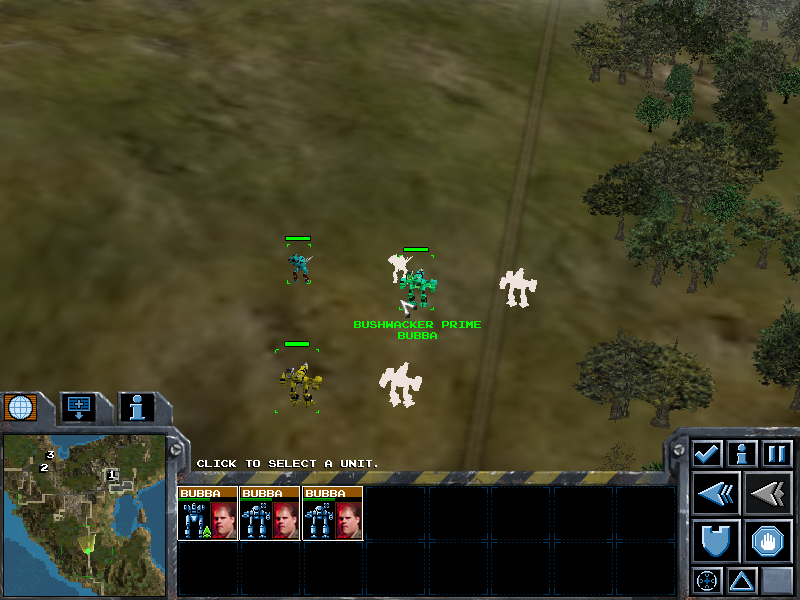 BUSHWACKER PRIME
BUBBA
3
2
1
CLICK TO SELECT A UNIT.
BUBBA BUBBA BUBBA